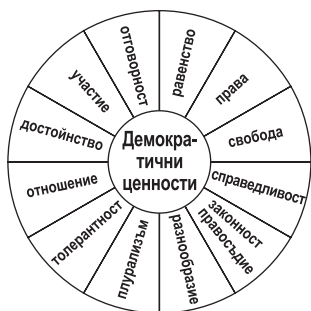 Демокра-
тични
ценности
равенство
права
свобода
справедливост
законност
правосъдие
разнообразие
плурализъм
толерантност
отношение
достойнство
участие
отговорност